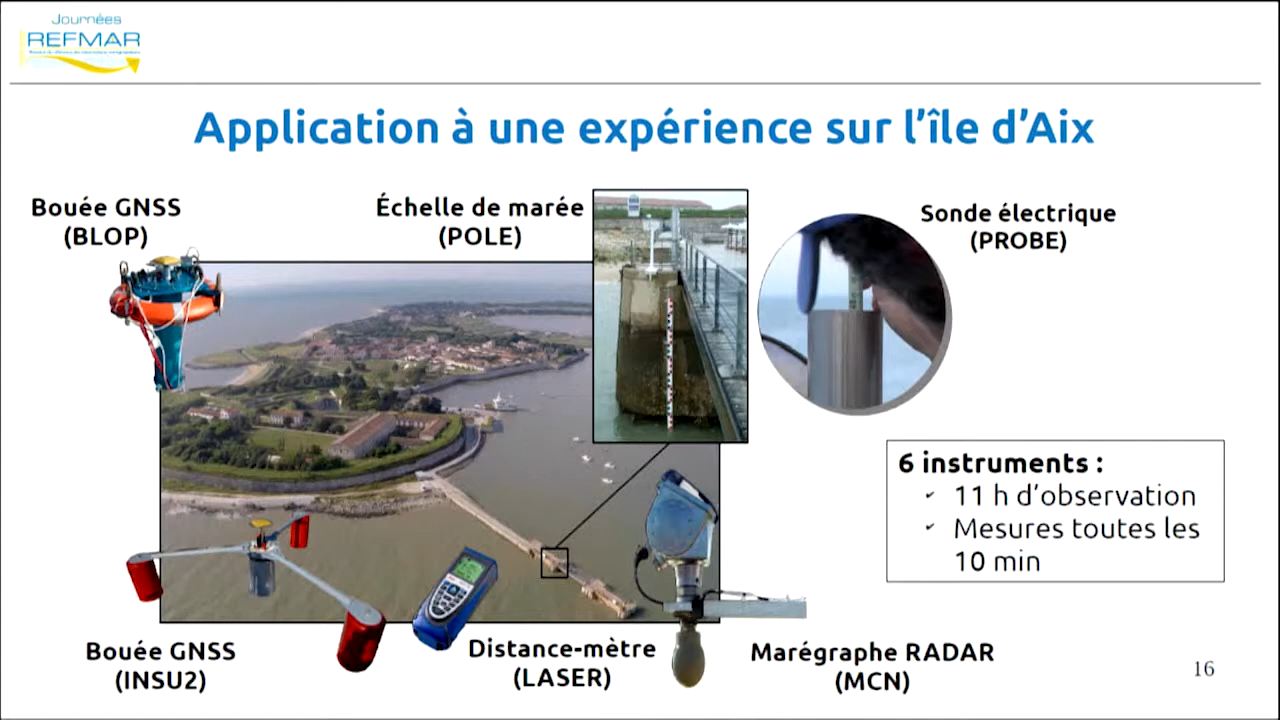 Journées
REFMAR
Application à une expérience sur l’île d’Aix
Bouée GNSS
(BLOP)
Échelle de marée
(POLE)
Sonde électrique
(PROBE)
6 instruments :
11 h d’observation
Mesures toutes les
10 min
Bouée GNSS
(INSU2)
Distance-mètre
(LASER)
Marégraphe RADAR
(MCN)
16